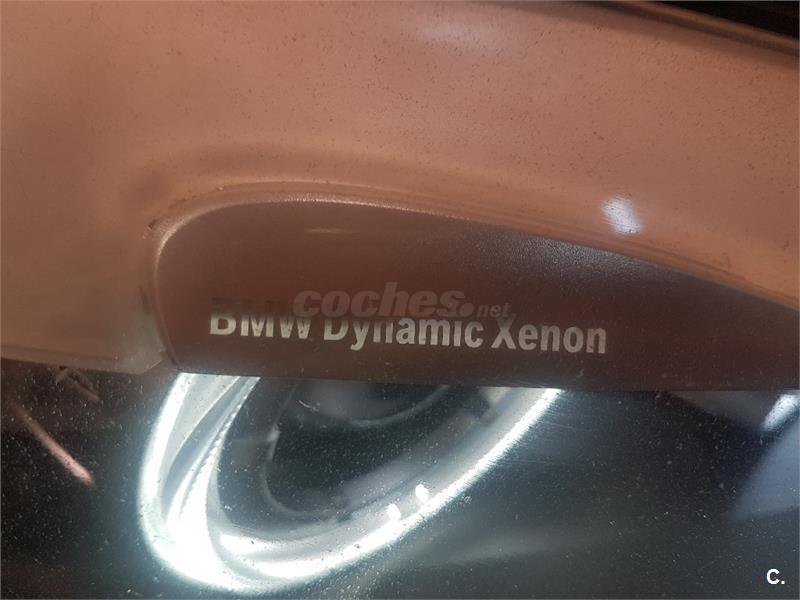 coches.net
BMW Dynamic Xenon
C.